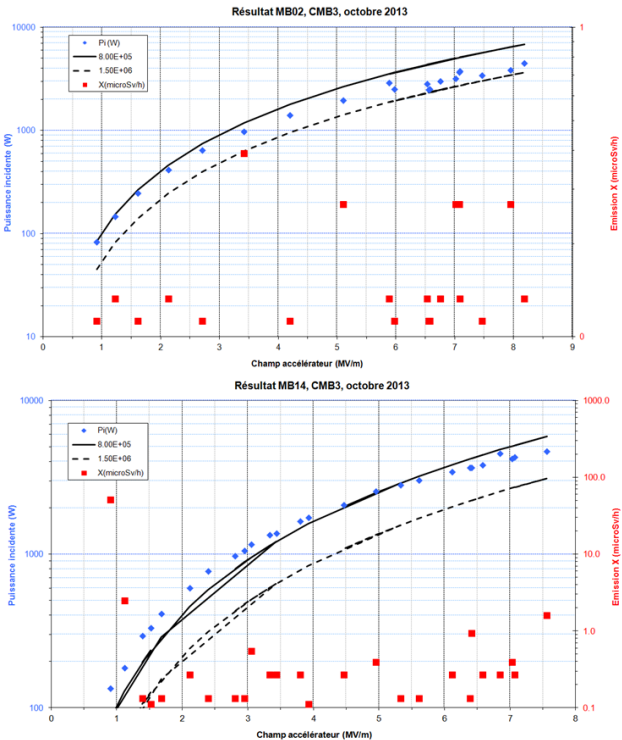 Résultat MB02, CMB3, octobre 2013
10000
1000
100
10
Puissance incidente (W)
Pi (W)
8.00E+05
1.50E+06
X(microSv/h)
1
0
Emission X (microSv/h)
0 1 2 3 4 5 6 7 8 9
Champ accélérateur (MV/m)
Résultat MB14, CMB3, octobre 2013
10000
1000
100
Puissance incidente (W)
Pi(W)
8.00E+05
1.50E+06
X(microSv/h)
1000.0
100.0
10.0
1.0
0.1
Emission X (microSv/h)
0 1 2 3 4 5 6 7 8
Champ accélérateur (MV/m)